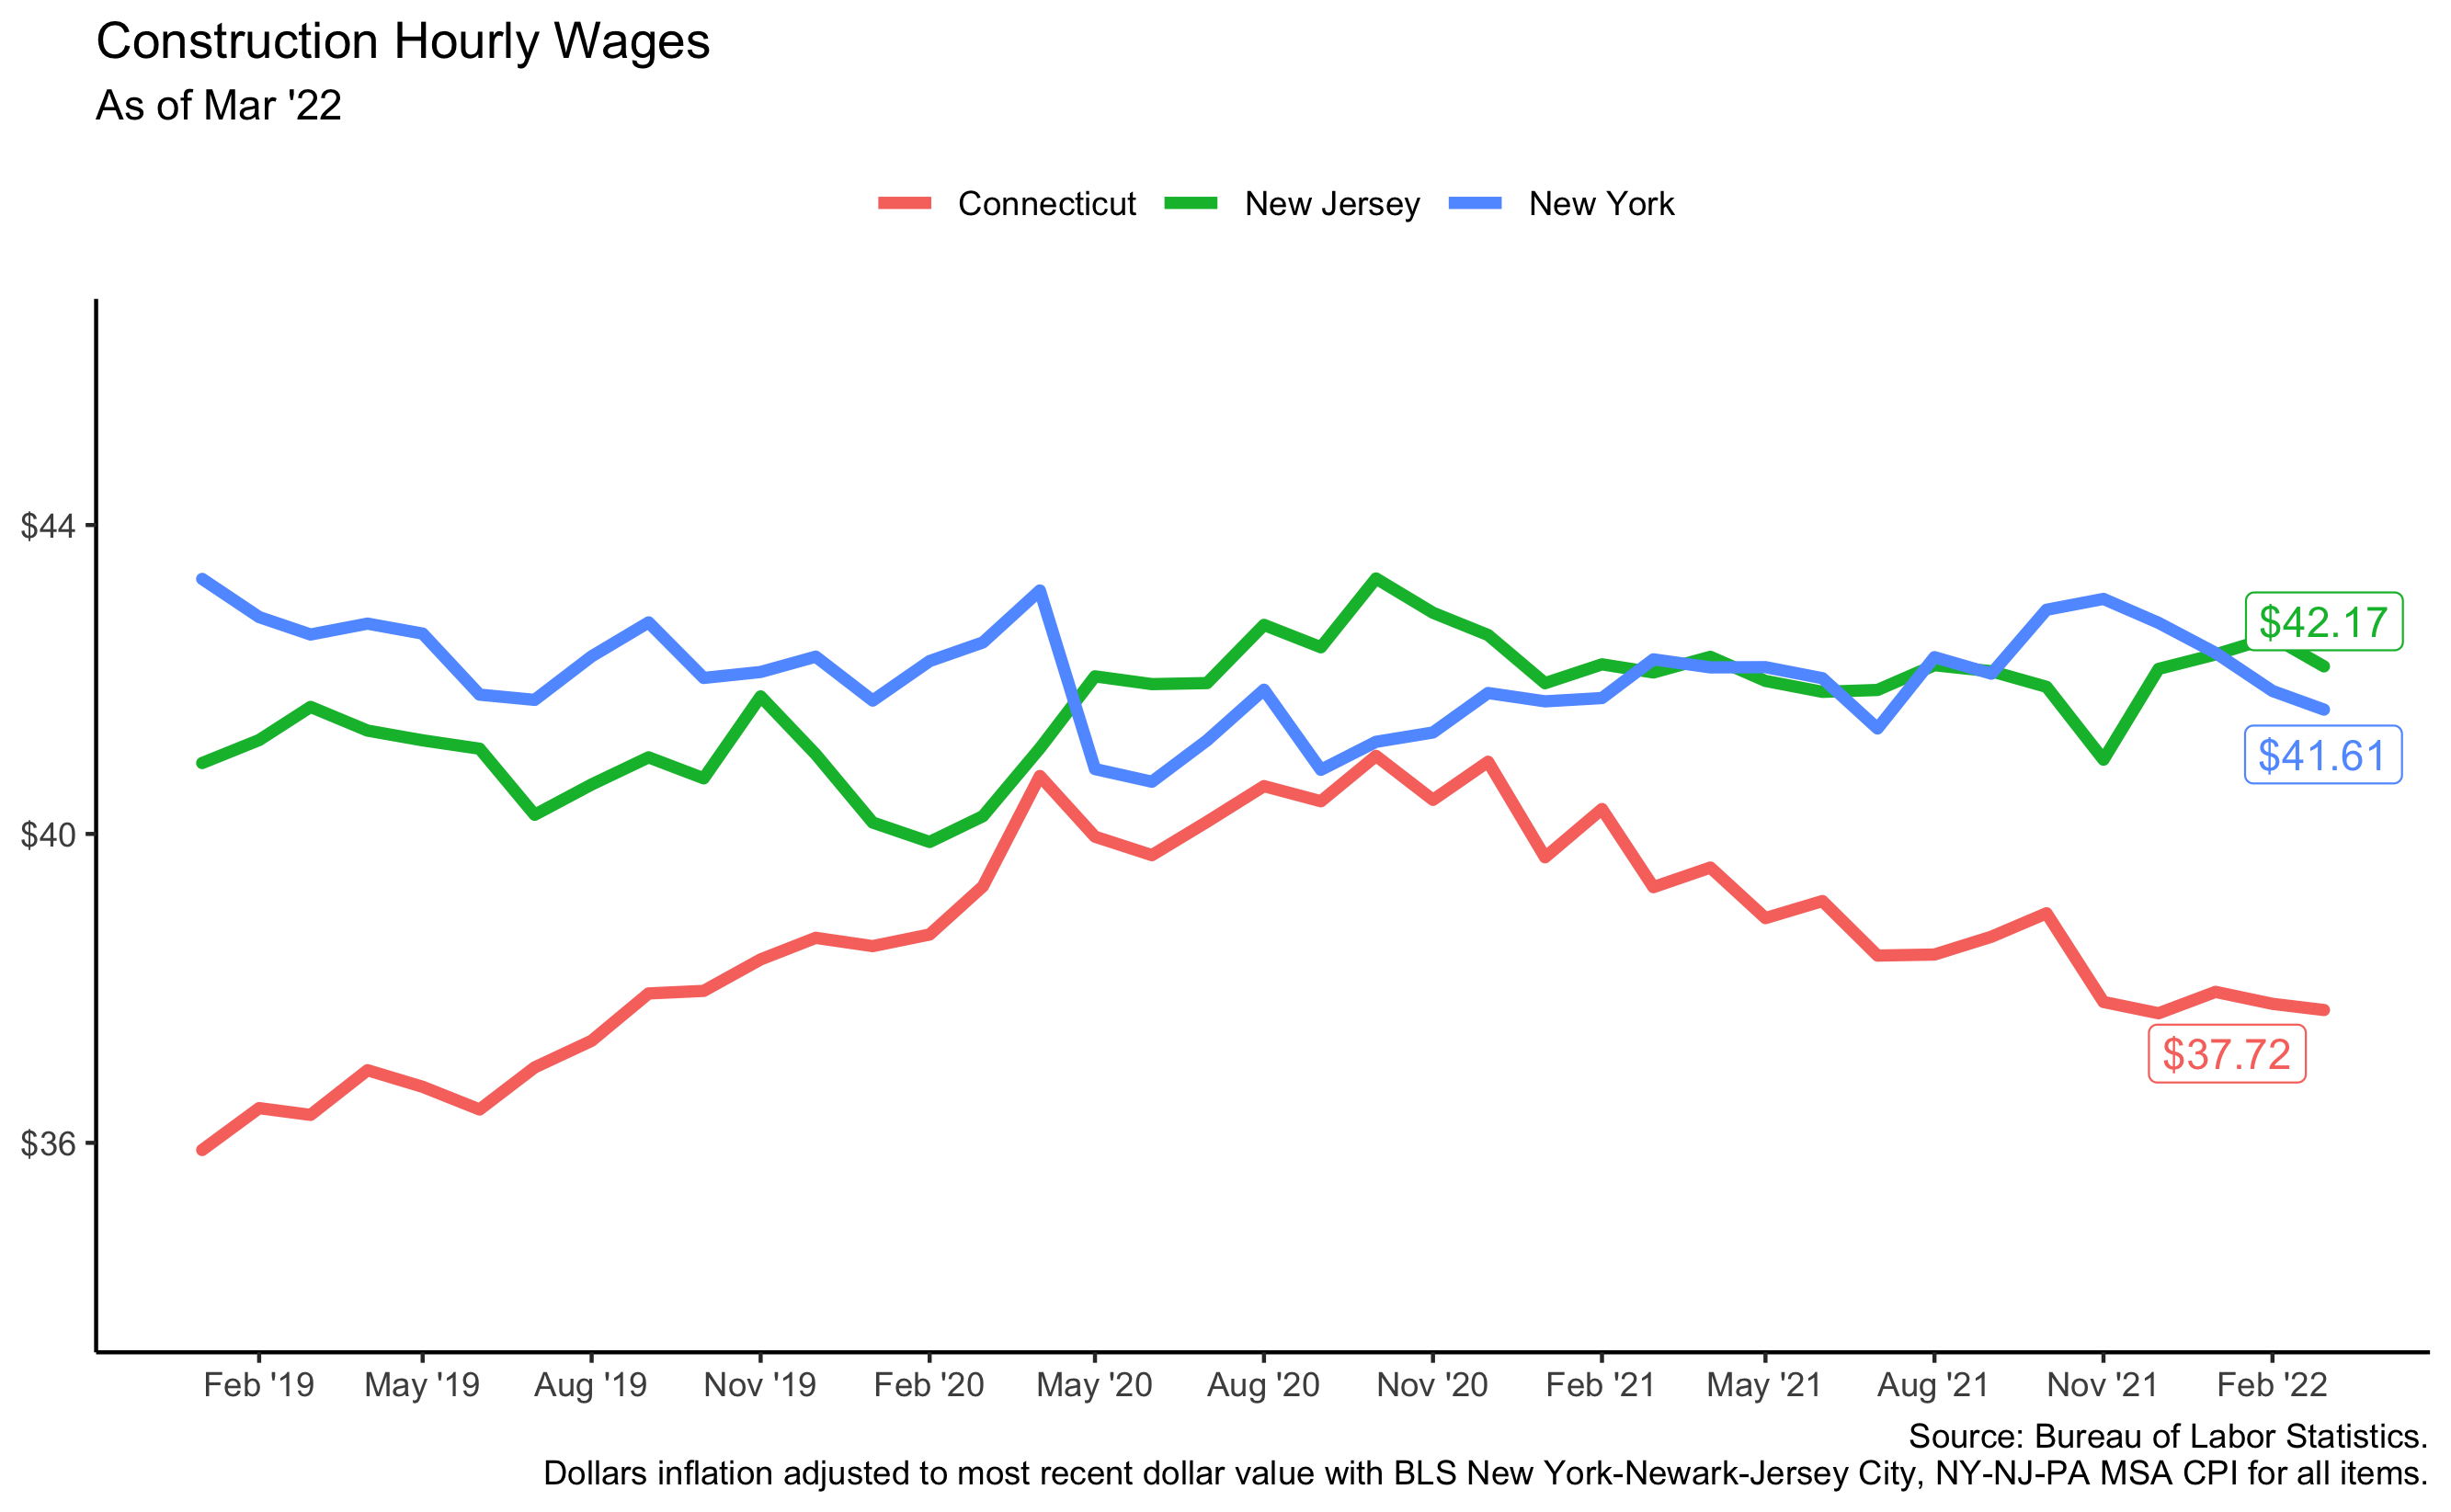 Construction Hourly Wages
As of Mar '22
Connecticut New Jersey New York
$44
$40
$36
$42.17
$41.61
$37.72
Feb '19 May '19 Aug '19 Nov '19 Feb '20 May '20 Aug '20 Nov '20 Feb '21 May '21 Aug '21 Nov '21 Feb '22
Source: Bureau of Labor Statistics.
Dollars inflation adjusted to most recent dollar value with BLS New York-Newark-Jersey City, NY-NJ-PA MSA CPI for all items.